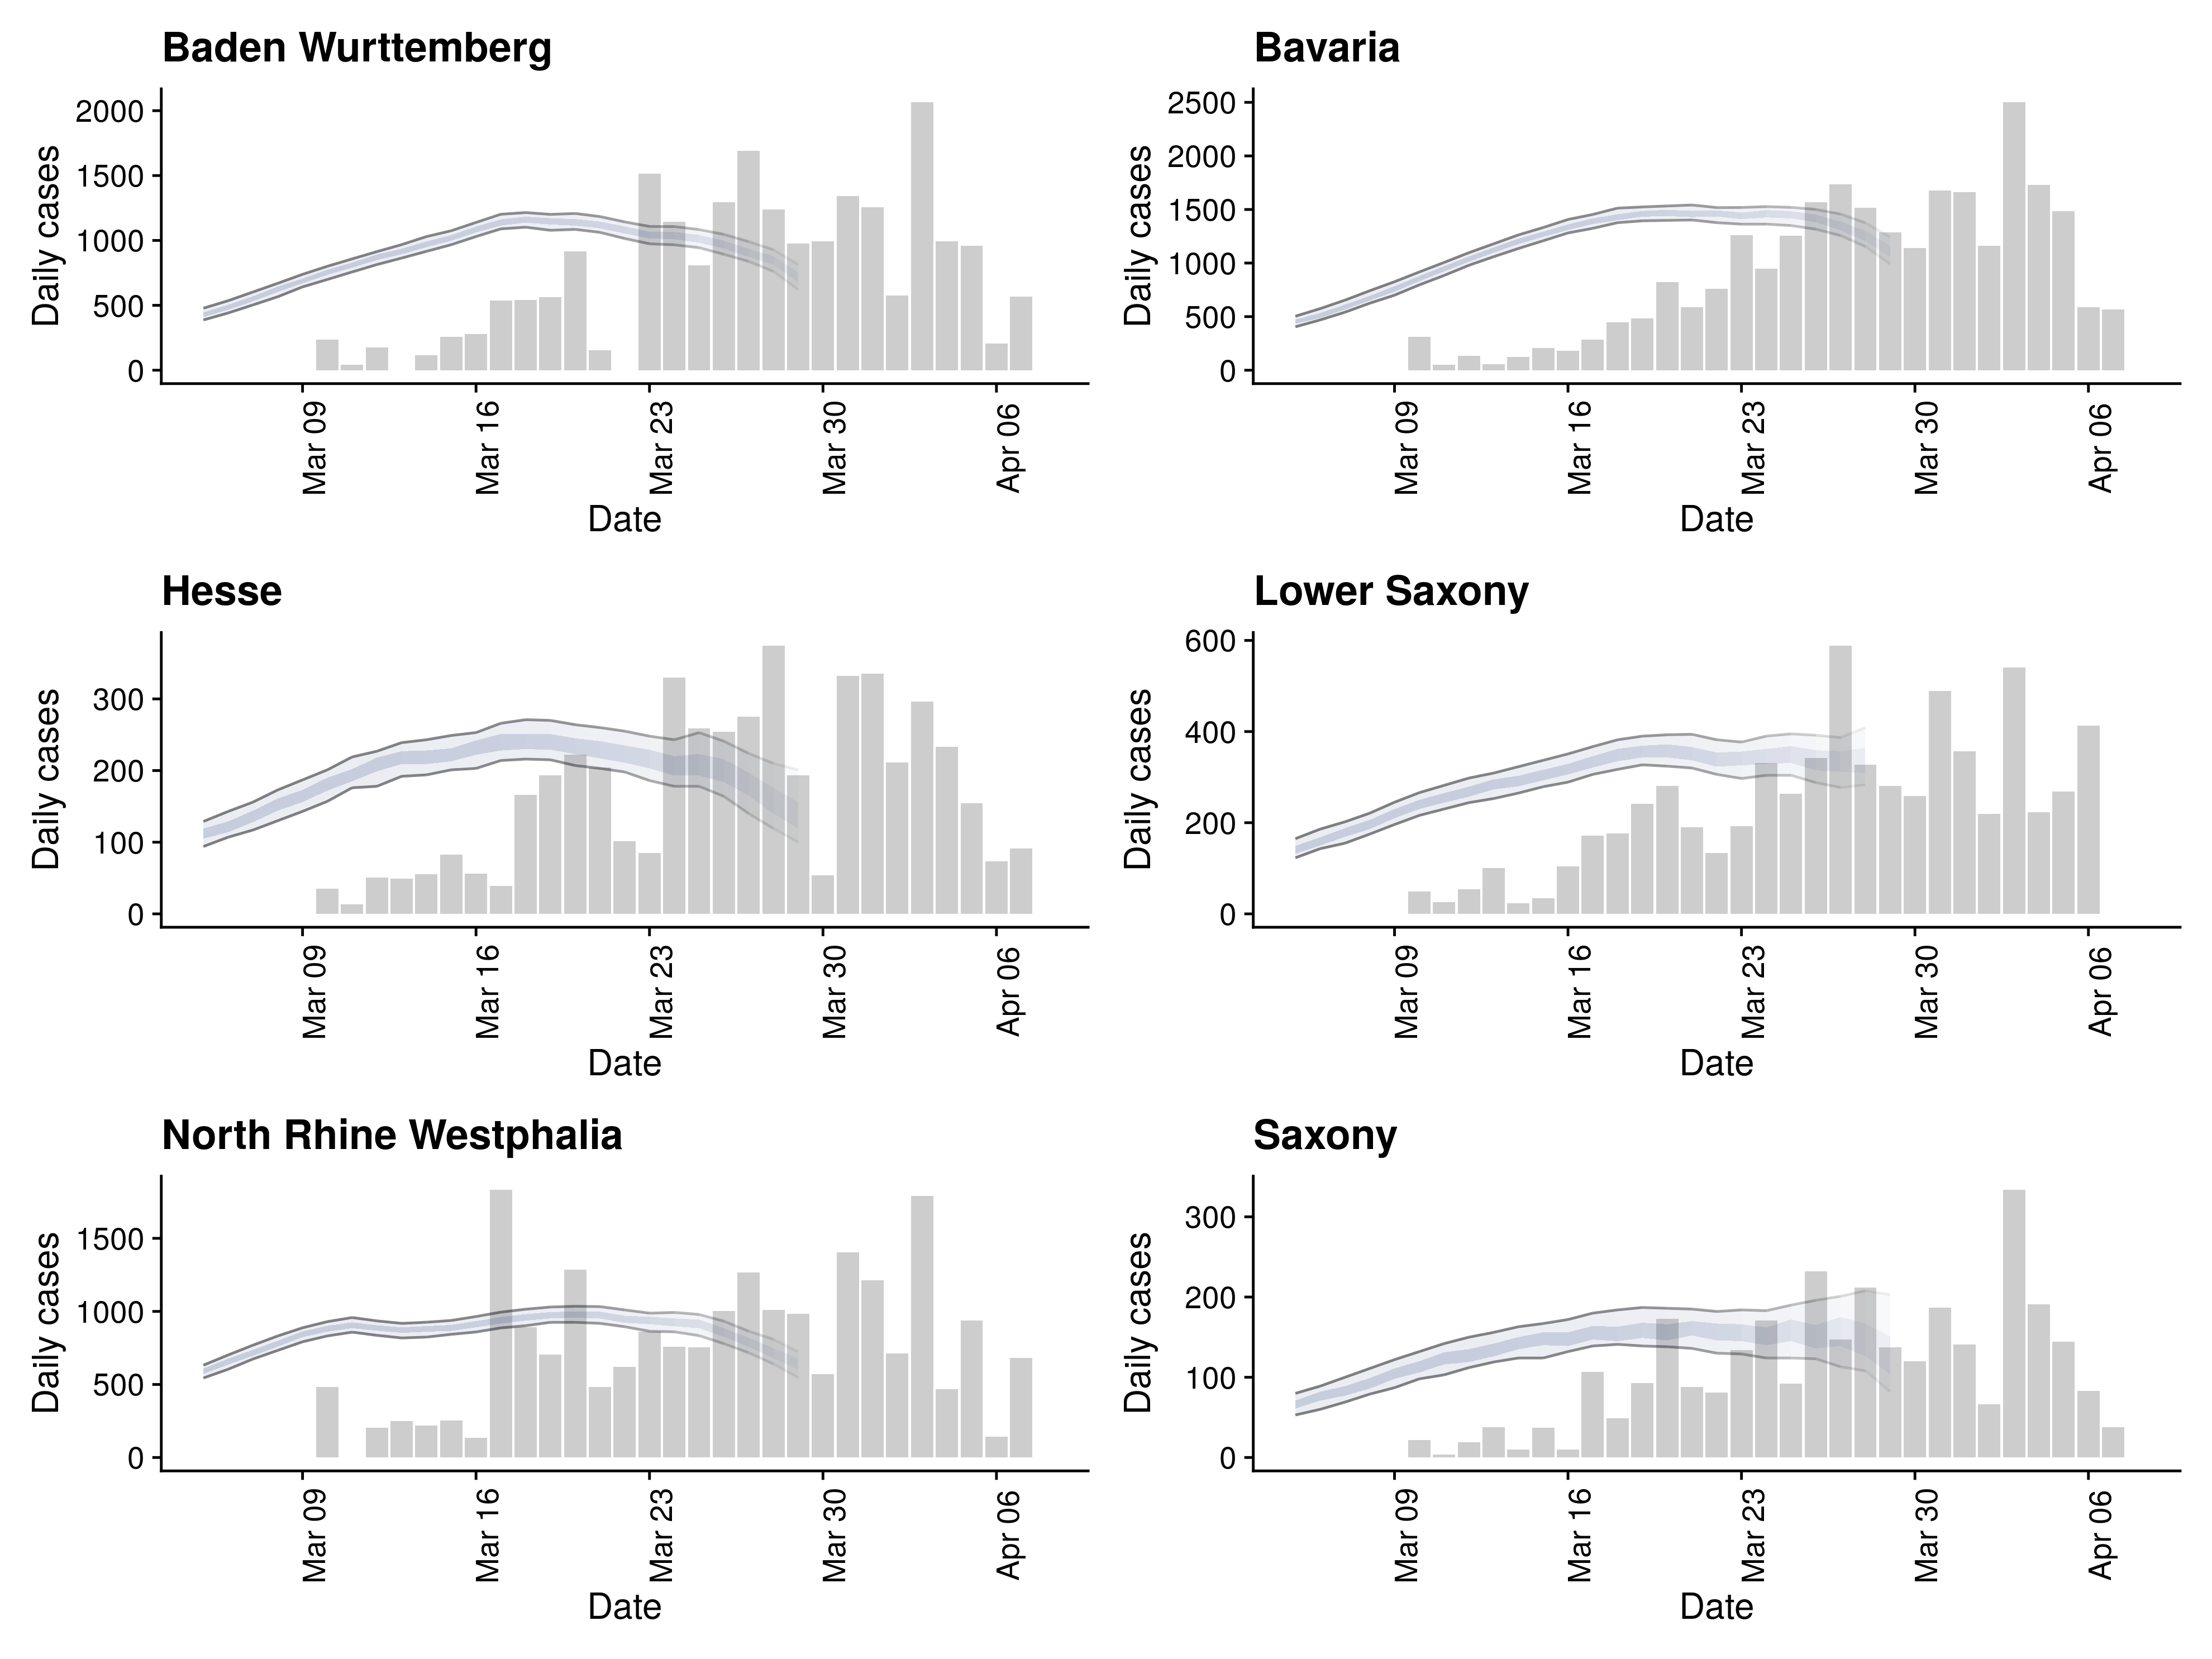 Baden Wurttemberg
Daily cases
2000
1500
1000
500
0
Mar 09
Mar 16
Mar 23
Mar 30
Apr 06
Date
Bavaria
Daily cases
2500
2000
1500
1000
500
0
Mar 09
Mar 16
Mar 23
Mar 30
Apr 06
Date
Hesse
Daily cases
300
200
100
0
Mar 09
Mar 16
Mar 23
Mar 30
Apr 06
Date
Lower Saxony
Daily cases
600
400
200
0
Mar 09
Mar 16
Mar 23
Mar 30
Apr 06
Date
North Rhine Westphalia
Daily cases
1500
1000
500
0
Mar 09
Mar 16
Mar 23
Mar 30
Apr 06
Date
Saxony
Daily cases
300
200
100
0
Mar 09
Mar 16
Mar 23
Mar 30
Apr 06
Date